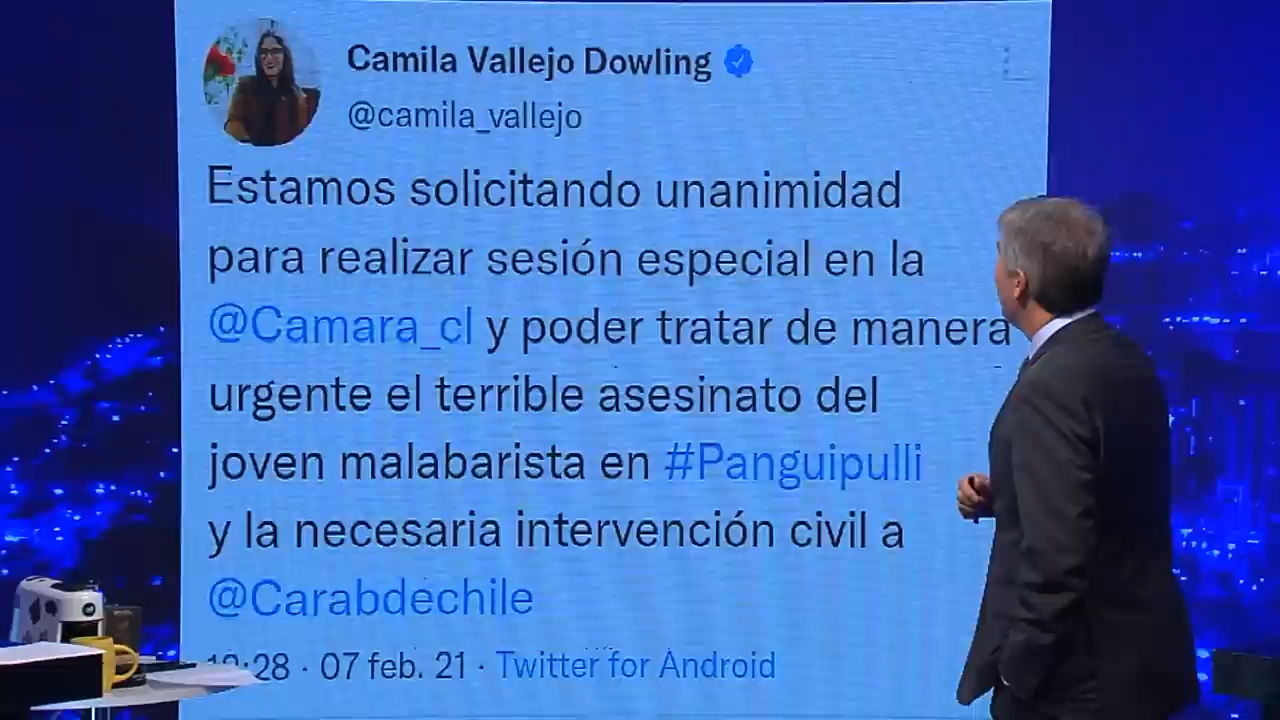 Camila Vallejo Dowling
@camila_vallejo
Estamos solicitando unanimidad
para realizar sesión especial en la
@Camara_cl y poder tratar de manera
urgente el terrible asesinato del
joven malabarista en #Panguipulli
y la necesaria intervención civil a
@Carabdechile
:28 · 07 feb. 21 · Twitter for Android